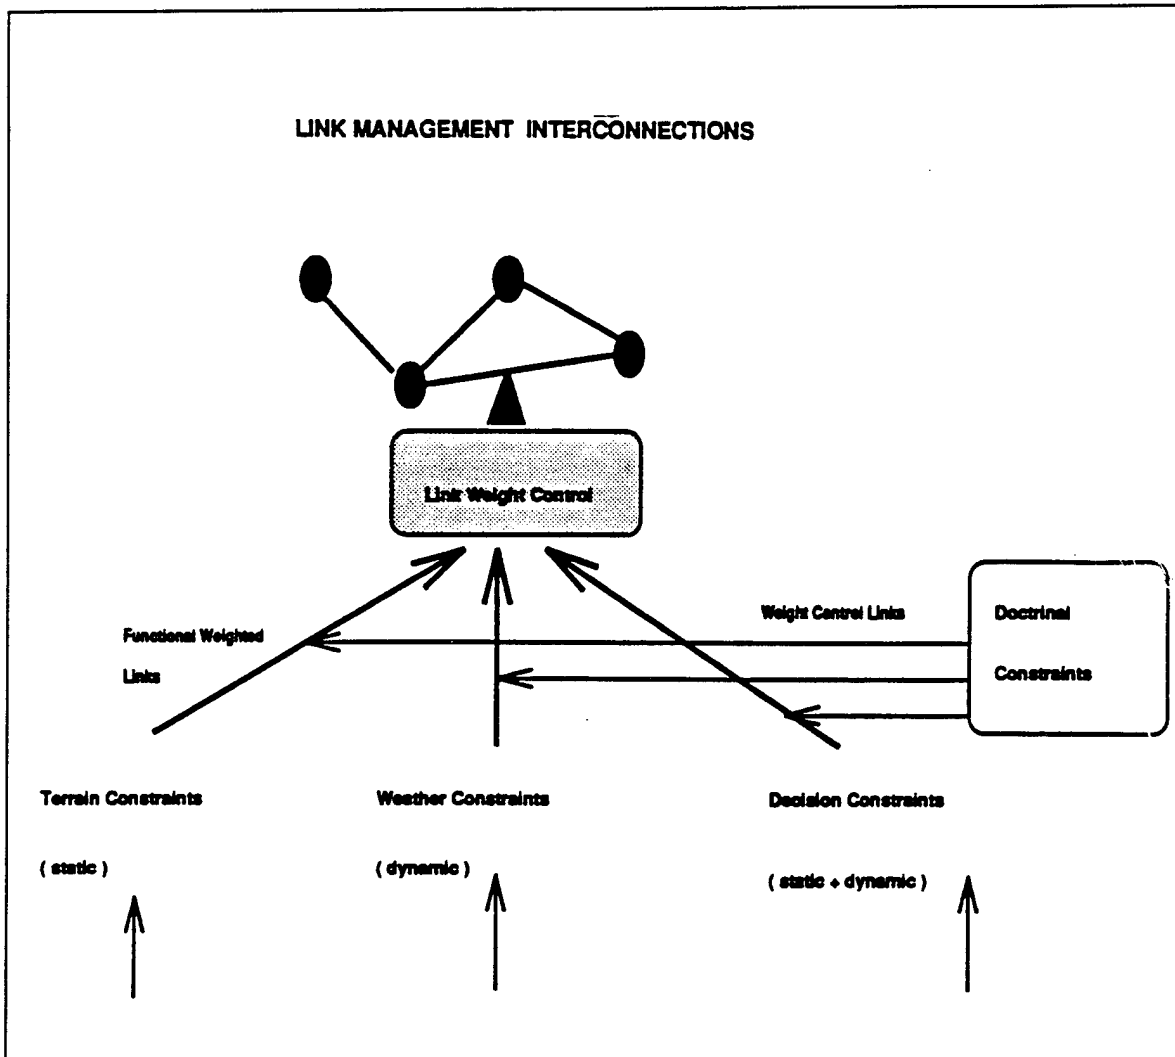 LINK MANAGEMENT INTERCONNECTIONS
Link Weight Control
Weight Control Links
Doctrinal
Functional Weighted
Links
Constraints
Terrain Constraints
Weather Constraints
Decision Constraints
( static )
( dynamic )
( static + dynamic )